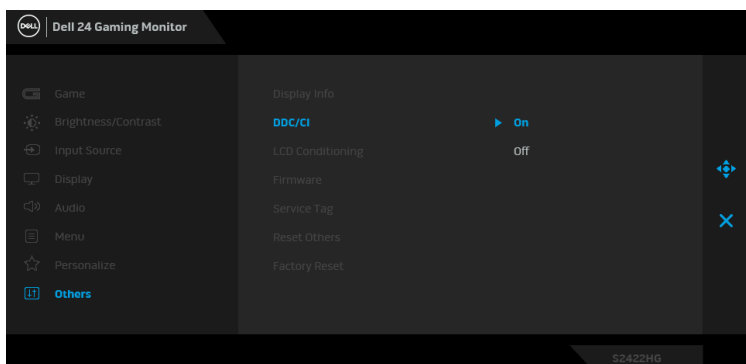 DELL Dell 24 Gaming Monitor
Game
Display Info
Brightness/Contrast
DDC/CI
On
Input Source
LCD Conditioning
Off
Display
Firmware
Audio
Service Tag
Menu
Reset Others
Personalize
Factory Reset
Others
S2422HG